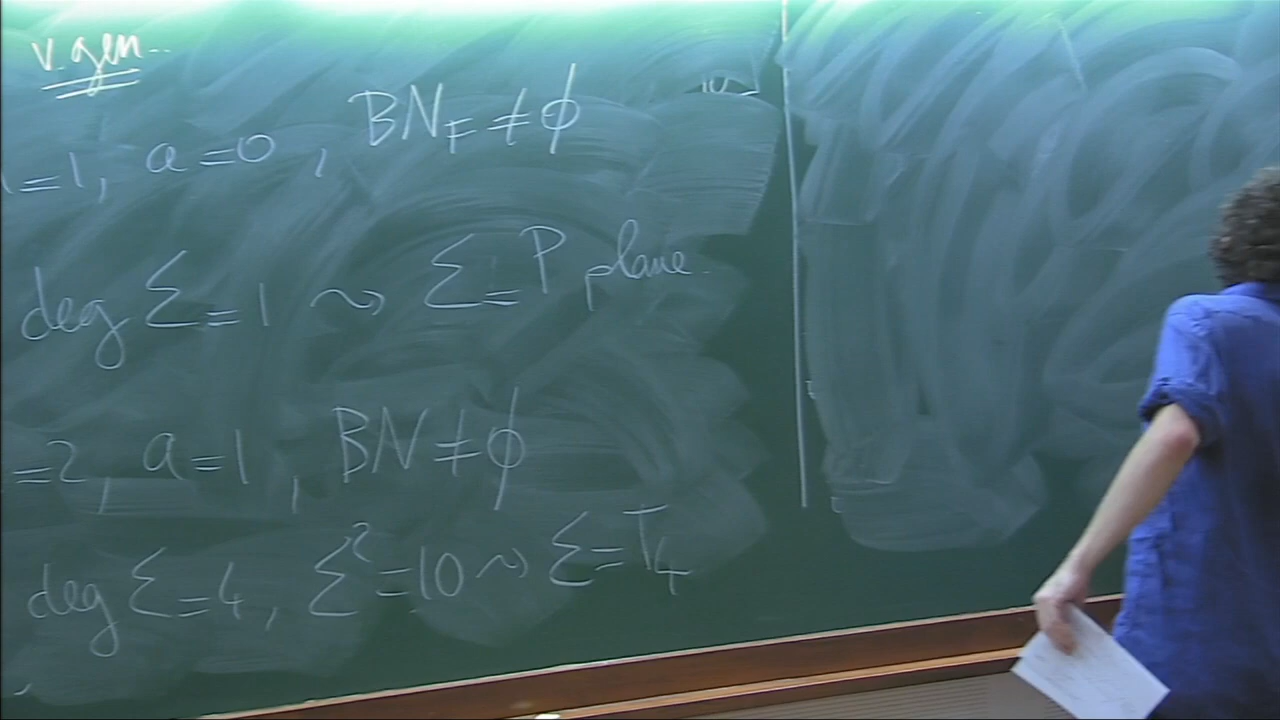 v. gen..
=1, a=0, BN_F ≠ ϕ
deg Σ = 1 ⇝ Σ = P plane.
=2, a=1, BN ≠ ϕ
deg Σ = 4, Σ² = 10 ⇝ Σ = T₄